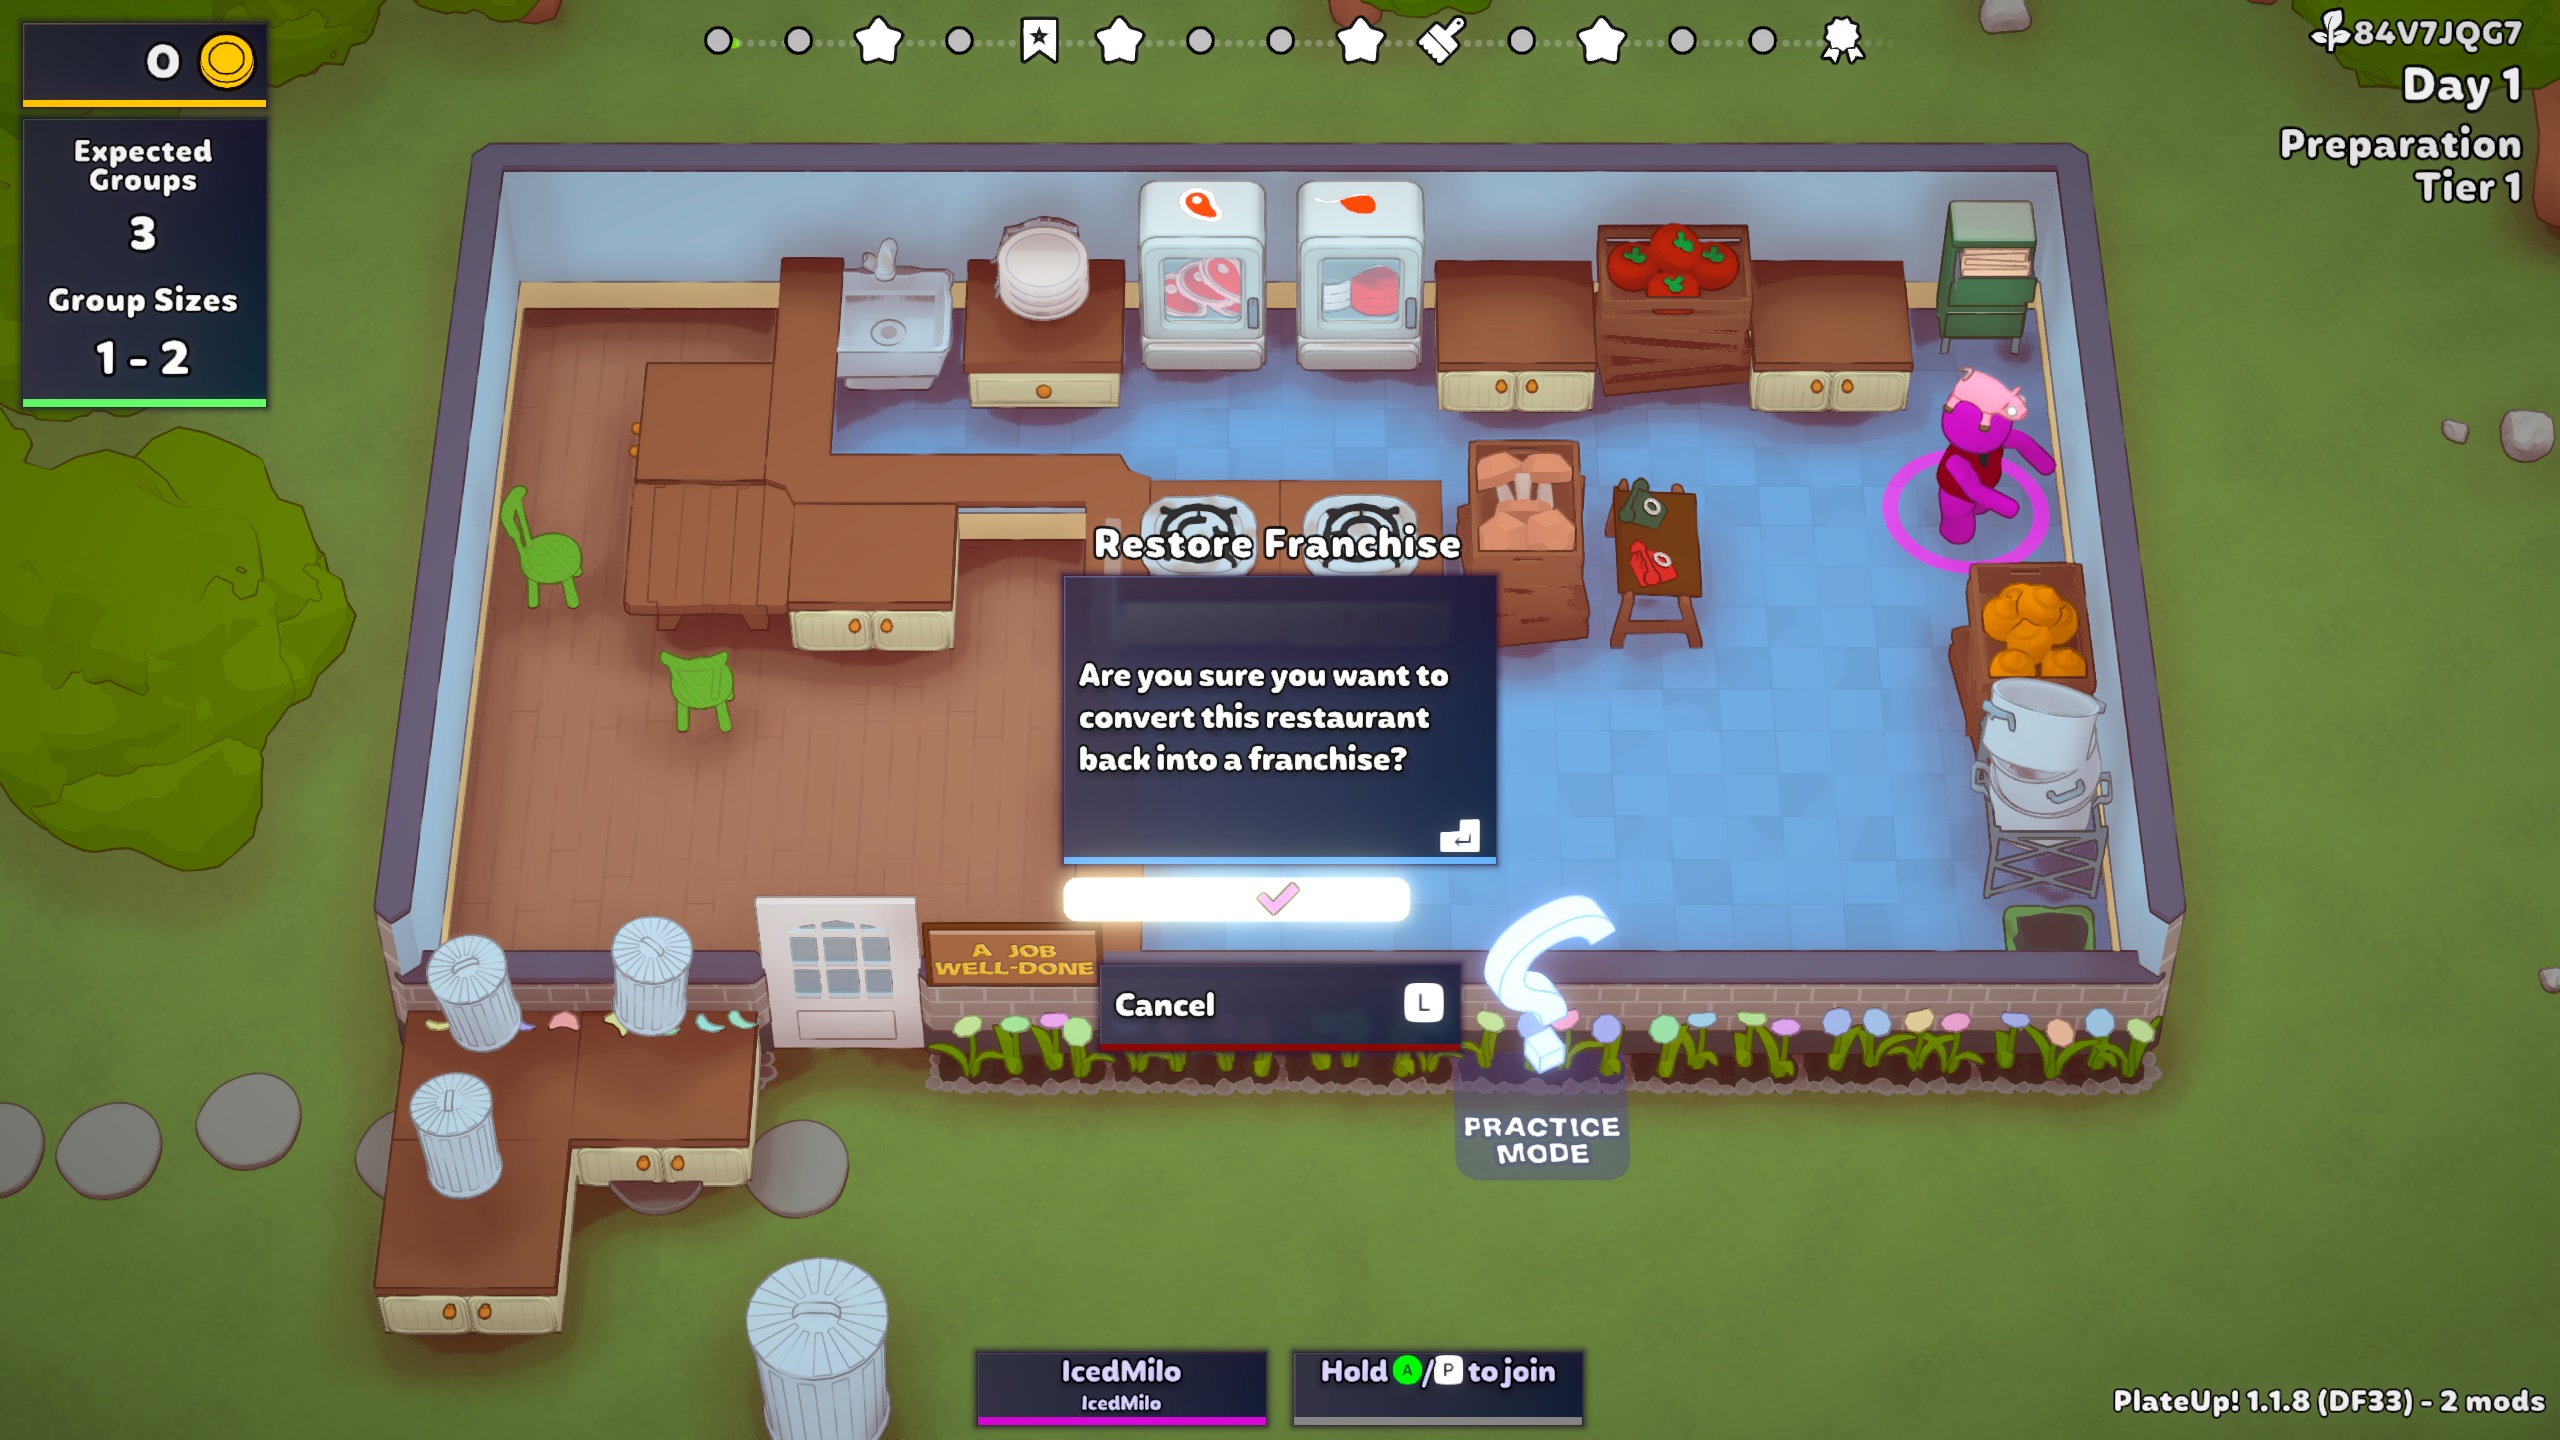 0
Expected
Groups
3
Group Sizes
1 - 2
84V7JQG7
Day 1
Preparation
Tier 1
Restore Franchise
Are you sure you want to
convert this restaurant
back into a franchise?
A JOB
WELL-DONE
Cancel
L
PRACTICE
MODE
IcedMilo
IcedMilo
Hold A/P to join
PlateUp! 1.1.8 (DF33) - 2 mods